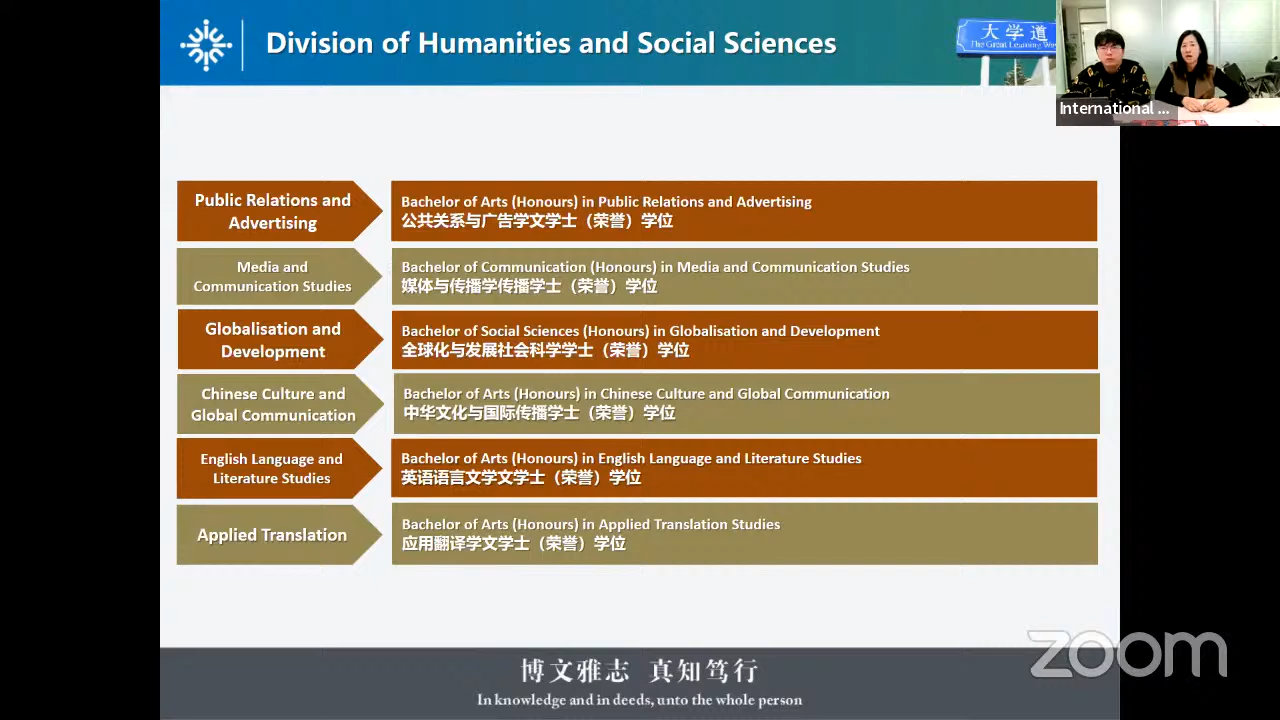 Division of Humanities and Social Sciences
大学道
The Great Learning Way
International ...
Public Relations and
Advertising
Bachelor of Arts (Honours) in Public Relations and Advertising
公共关系与广告学文学士（荣誉）学位
Media and
Communication Studies
Bachelor of Communication (Honours) in Media and Communication Studies
媒体与传播学传播学士（荣誉）学位
Globalisation and
Development
Bachelor of Social Sciences (Honours) in Globalisation and Development
全球化与发展社会科学学士（荣誉）学位
Chinese Culture and
Global Communication
Bachelor of Arts (Honours) in Chinese Culture and Global Communication
中华文化与国际传播学士（荣誉）学位
English Language and
Literature Studies
Bachelor of Arts (Honours) in English Language and Literature Studies
英语语言文学文学士（荣誉）学位
Applied Translation
Bachelor of Arts (Honours) in Applied Translation Studies
应用翻译学文学士（荣誉）学位
博文雅志 真知笃行
In knowledge and in deeds, unto the whole person
zoom